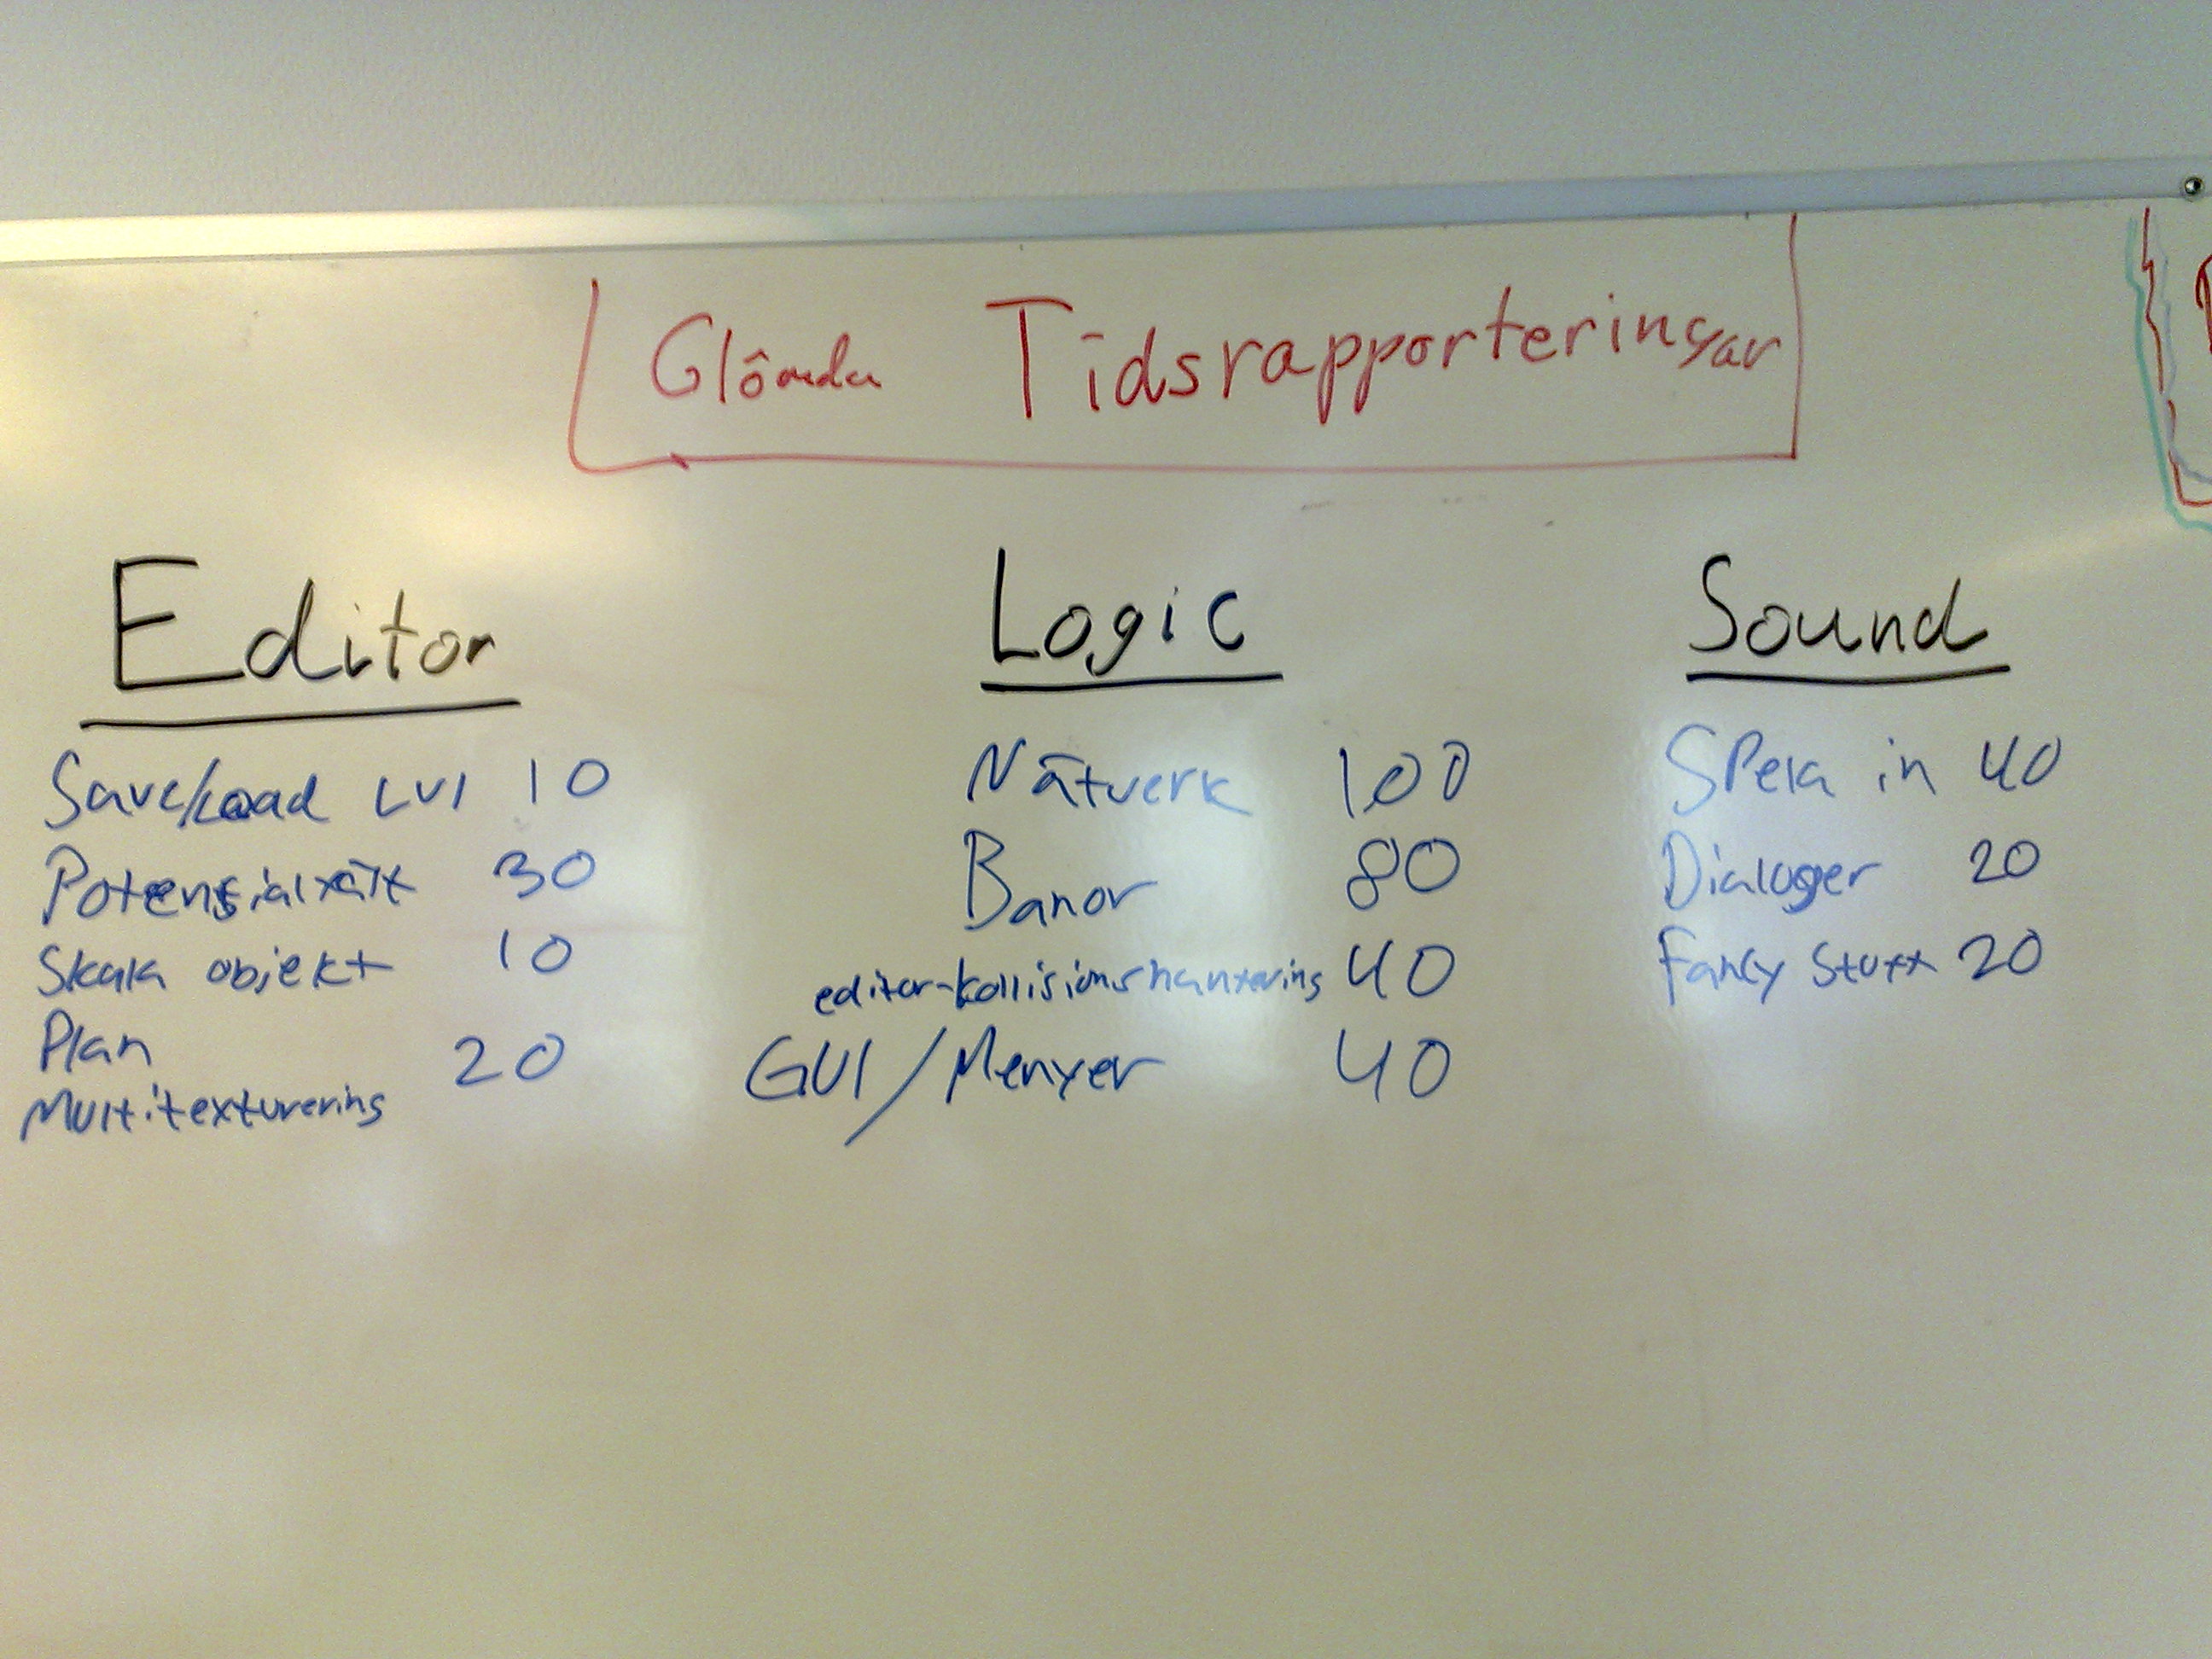 Glömda Tidsrapporteringar
Editor
Save/Load LVl 10
Potensialfält 30
Skala objekt 10
Plan
Multitexturering 20
Logic
Nätverk 100
Banor 80
editor-kollisionshantering 40
GUI/Menyer 40
Sound
SPela in 40
Dialoger 20
Fancy stuff 20